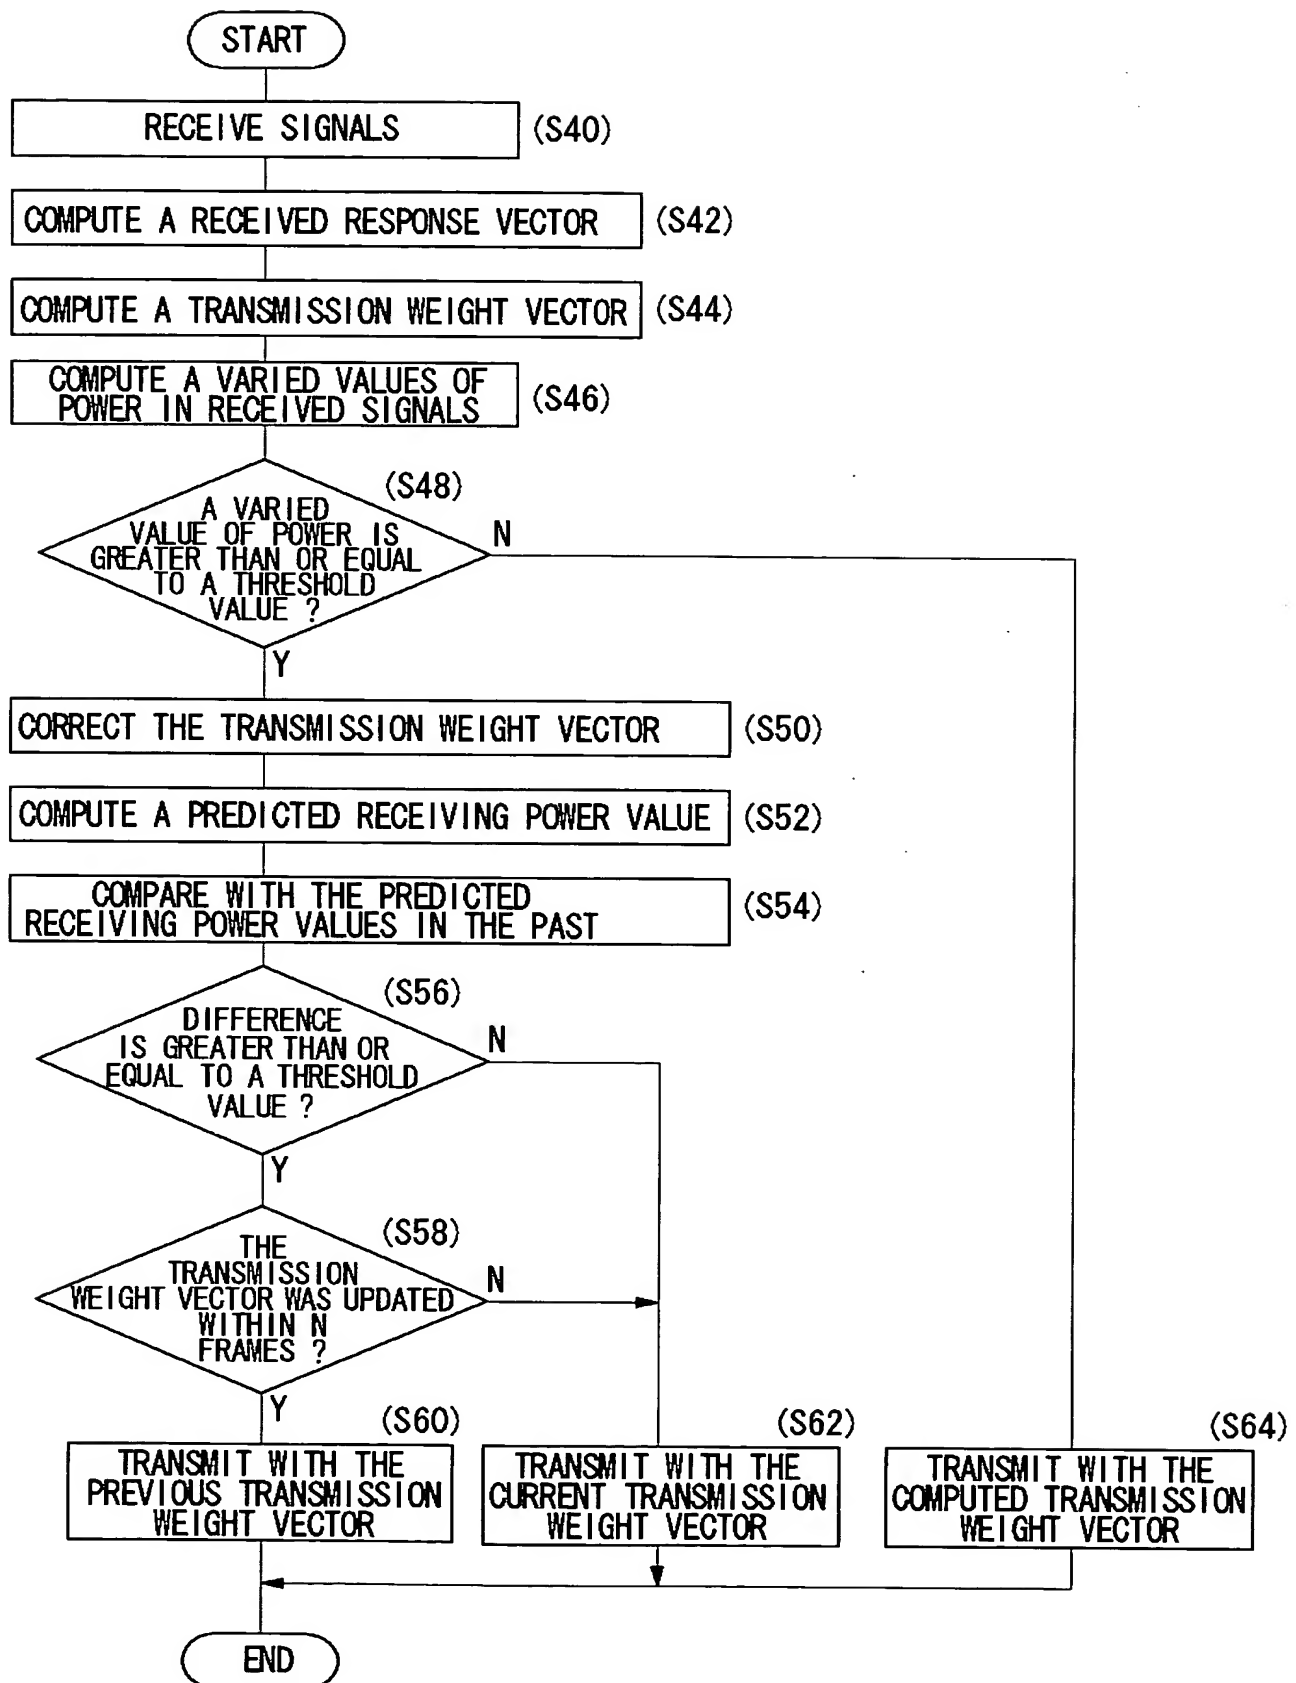 START
RECEIVE SIGNALS
(S40)
COMPUTE A RECEIVED RESPONSE VECTOR
(S42)
COMPUTE A TRANSMISSION WEIGHT VECTOR
(S44)
COMPUTE A VARIED VALUES OF
POWER IN RECEIVED SIGNALS
(S46)
(S48)
A VARIED
VALUE OF POWER IS
GREATER THAN OR EQUAL
TO A THRESHOLD
VALUE ?
N
Y
CORRECT THE TRANSMISSION WEIGHT VECTOR
(S50)
COMPUTE A PREDICTED RECEIVING POWER VALUE
(S52)
COMPARE WITH THE PREDICTED
RECEIVING POWER VALUES IN THE PAST
(S54)
(S56)
DIFFERENCE
IS GREATER THAN OR
EQUAL TO A THRESHOLD
VALUE ?
N
Y
(S58)
THE
TRANSMISSION
WEIGHT VECTOR WAS UPDATED
WITHIN N
FRAMES ?
N
Y
(S60)
TRANSMIT WITH THE
PREVIOUS TRANSMISSION
WEIGHT VECTOR
(S62)
TRANSMIT WITH THE
CURRENT TRANSMISSION
WEIGHT VECTOR
(S64)
TRANSMIT WITH THE
COMPUTED TRANSMISSION
WEIGHT VECTOR
END